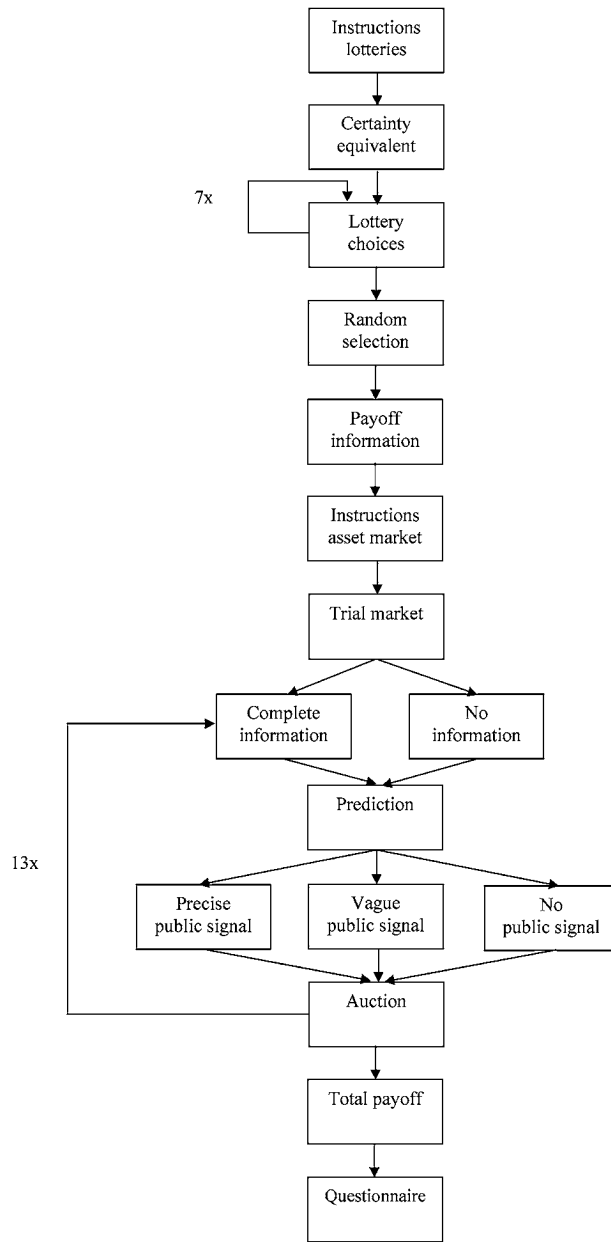 Instructions
lotteries
Certainty
equivalent
7x
Lottery
choices
Random
selection
Payoff
information
Instructions
asset market
Trial market
Complete
information
No
information
Prediction
13x
Precise
public signal
Vague
public signal
No
public signal
Auction
Total payoff
Questionnaire